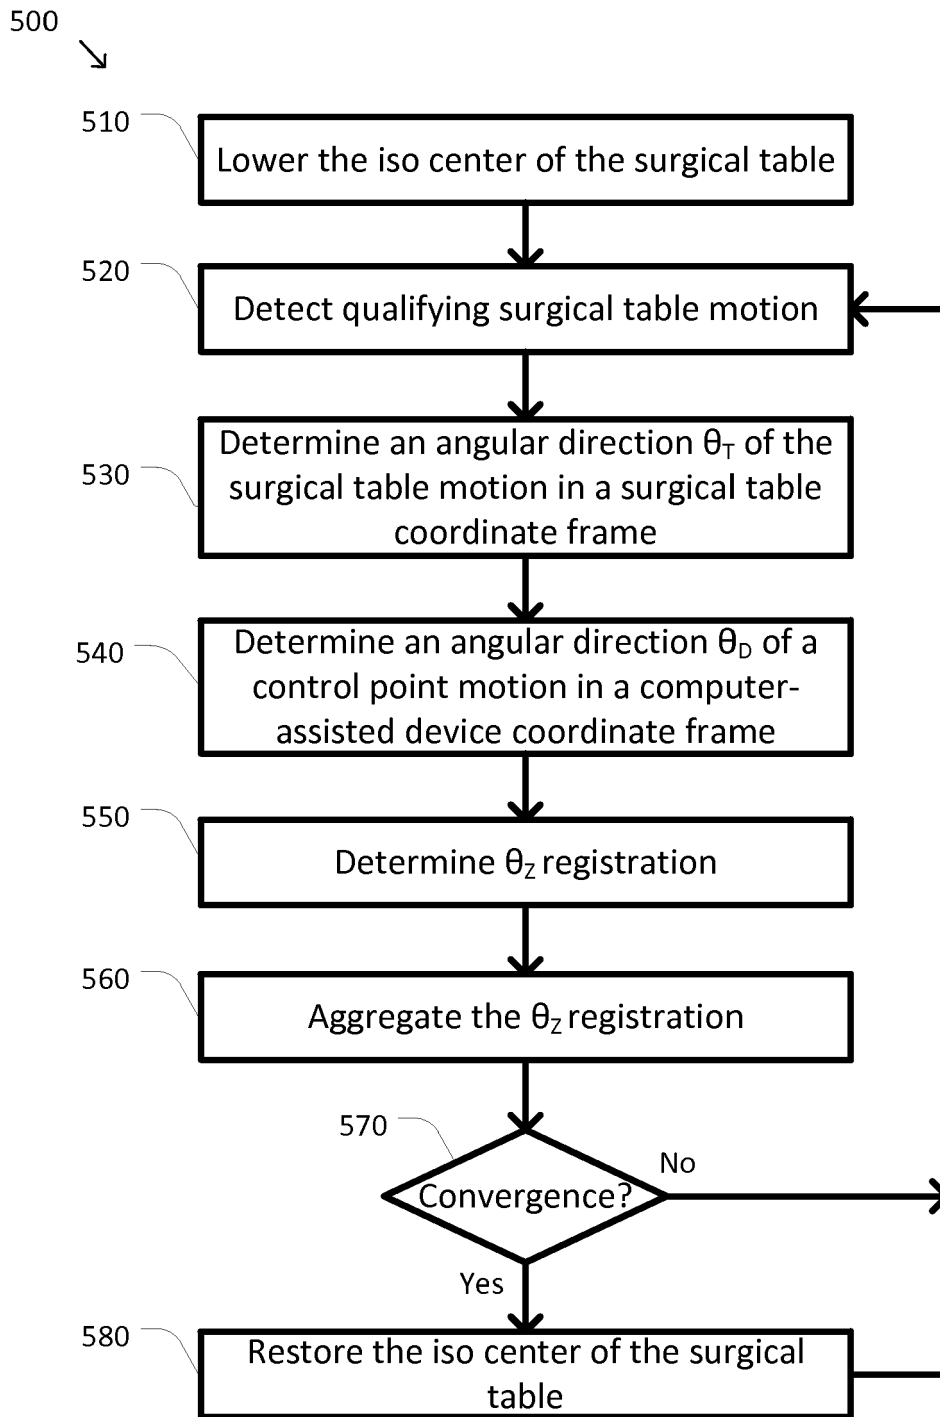 500
510
Lower the iso center of the surgical table
520
Detect qualifying surgical table motion
530
Determine an angular direction θT of the
surgical table motion in a surgical table
coordinate frame
540
Determine an angular direction θD of a
control point motion in a computer-
assisted device coordinate frame
550
Determine θZ registration
560
Aggregate the θZ registration
570
Convergence?
No
Yes
580
Restore the iso center of the surgical
table